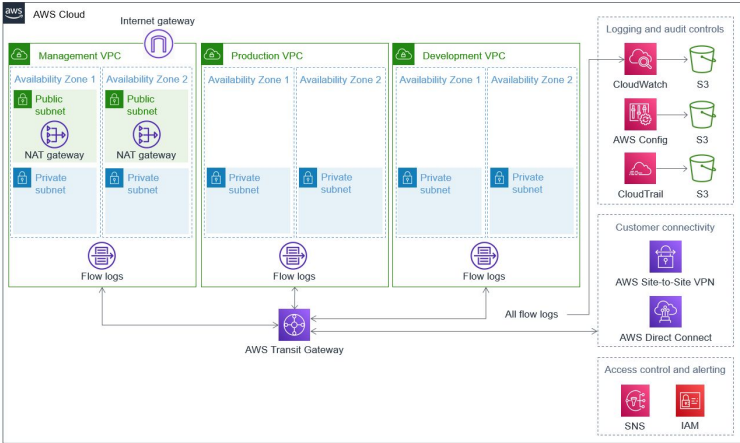 aws
AWS Cloud
Internet gateway
Management VPC
Production VPC
Development VPC
Availability Zone 1
Availability Zone 2
Availability Zone 1
Availability Zone 2
Availability Zone 1
Availability Zone 2
Public
subnet
NAT gateway
Public
subnet
NAT gateway
Private
subnet
Private
subnet
Private
subnet
Private
subnet
Private
subnet
Private
subnet
Flow logs
Flow logs
Flow logs
AWS Transit Gateway
All flow logs
Logging and audit controls
CloudWatch
S3
AWS Config
S3
CloudTrail
S3
Customer connectivity
AWS Site-to-Site VPN
AWS Direct Connect
Access control and alerting
SNS
IAM